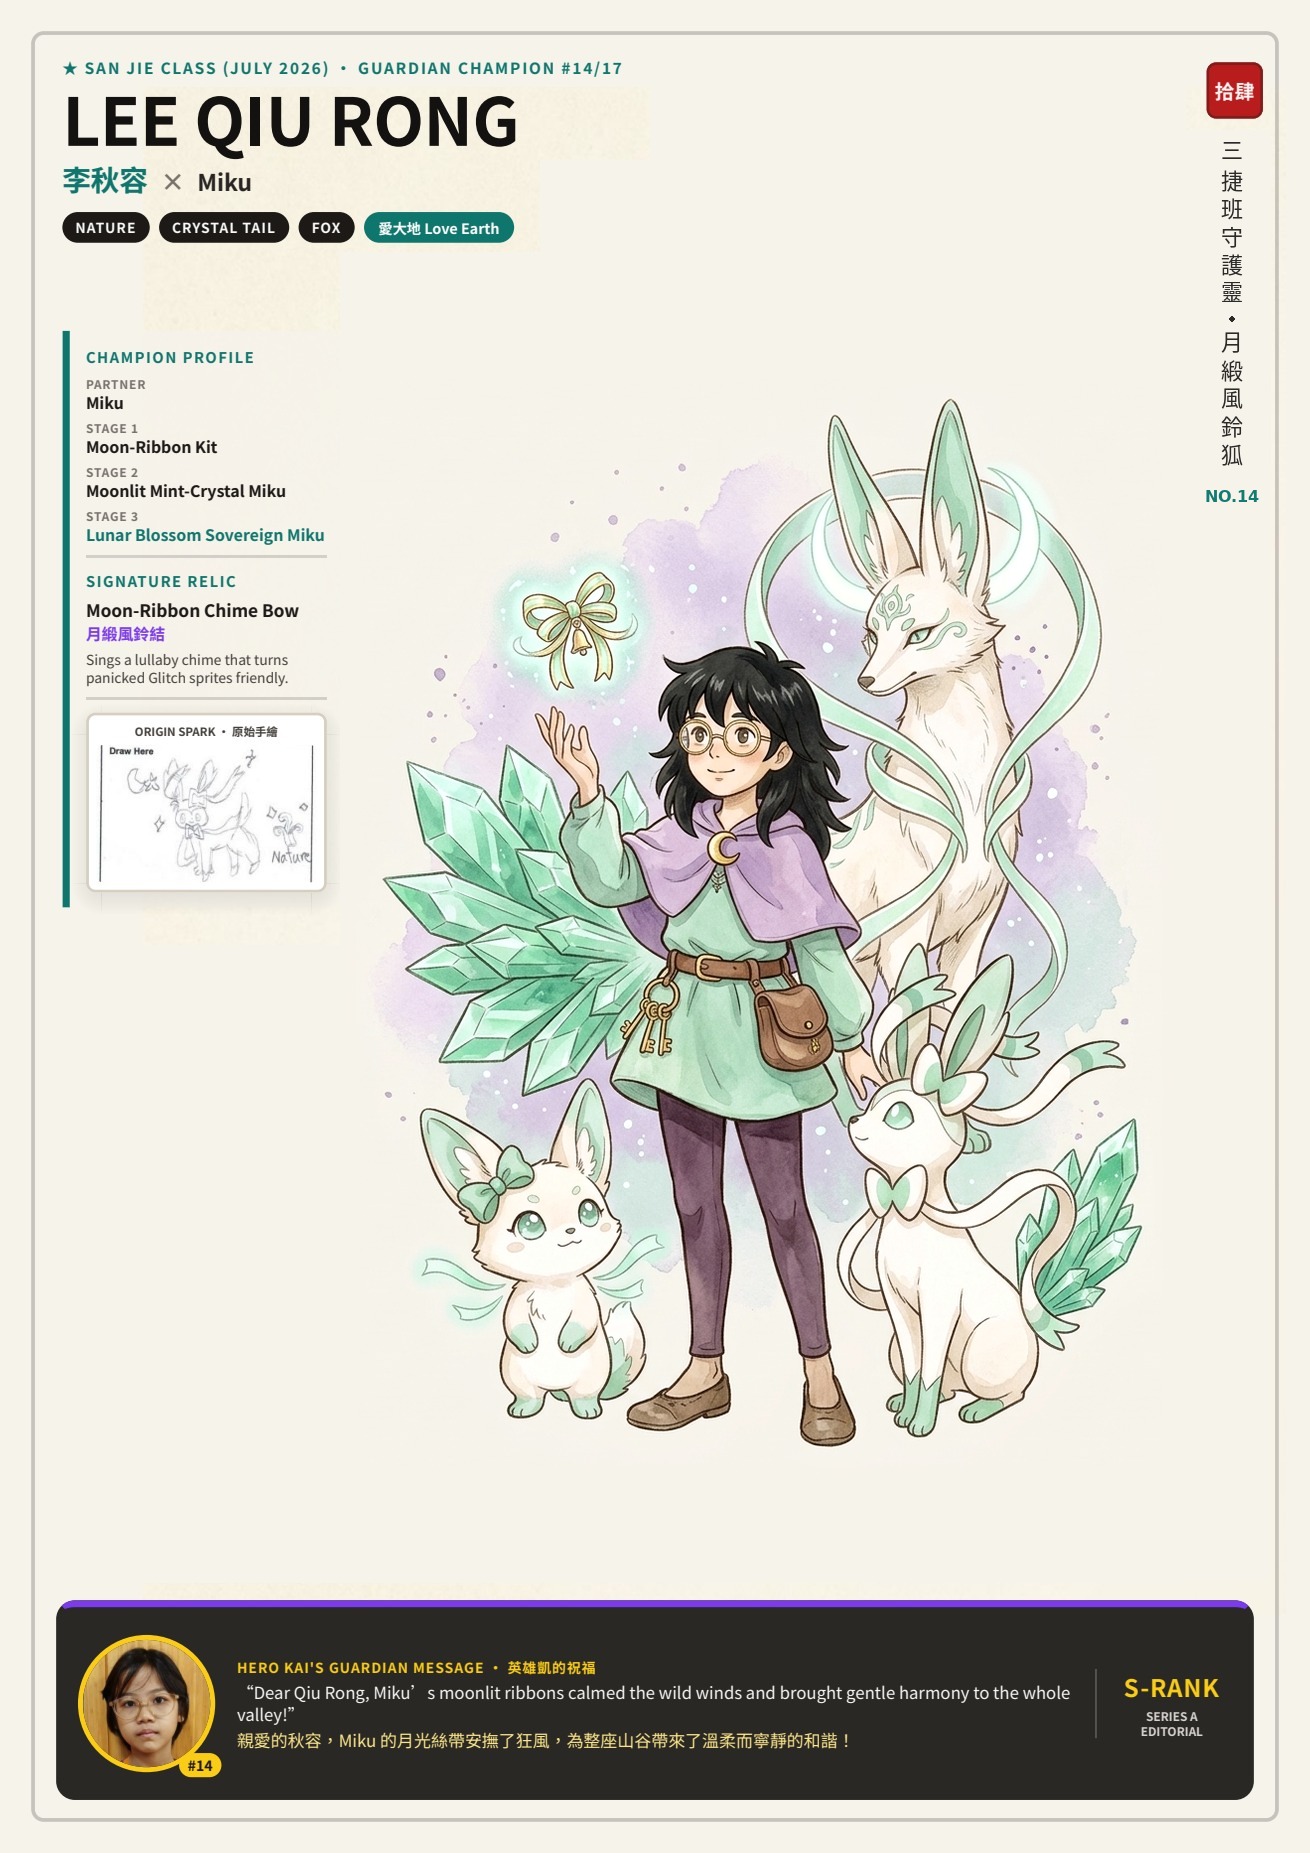 ★ SAN JIE CLASS (JULY 2026) • GUARDIAN CHAMPION #14/17
LEE QIU RONG
李秋容 × Miku
NATURE CRYSTAL TAIL FOX 愛大地 Love Earth
拾肆
三捷班守護靈・月緞風鈴狐
NO.14
CHAMPION PROFILE
PARTNER
Miku
STAGE 1
Moon-Ribbon Kit
STAGE 2
Moonlit Mint-Crystal Miku
STAGE 3
Lunar Blossom Sovereign Miku
SIGNATURE RELIC
Moon-Ribbon Chime Bow
月緞風鈴結
Sings a lullaby chime that turns
panicked Glitch sprites friendly.
ORIGIN SPARK • 原始手繪
Draw Here
Nature
HERO KAI'S GUARDIAN MESSAGE • 英雄凱的祝福
“Dear Qiu Rong, Miku’s moonlit ribbons calmed the wild winds and brought gentle harmony to the whole
valley!”
親愛的秋容，Miku 的月光絲帶安撫了狂風，為整座山谷帶來了溫柔而寧靜的和諧！
#14
S-RANK
SERIES A
EDITORIAL